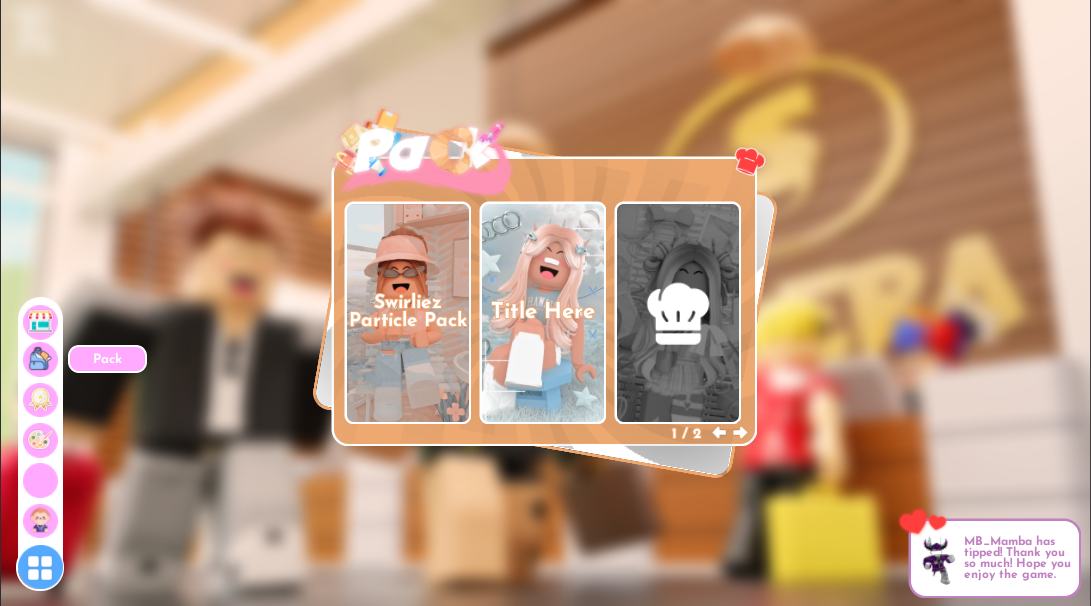 Pack
Swirliez
Particle Pack
Title Here
Pack
1 / 2
MB_Mamba has
tipped! Thank you
so much! Hope you
enjoy the game.